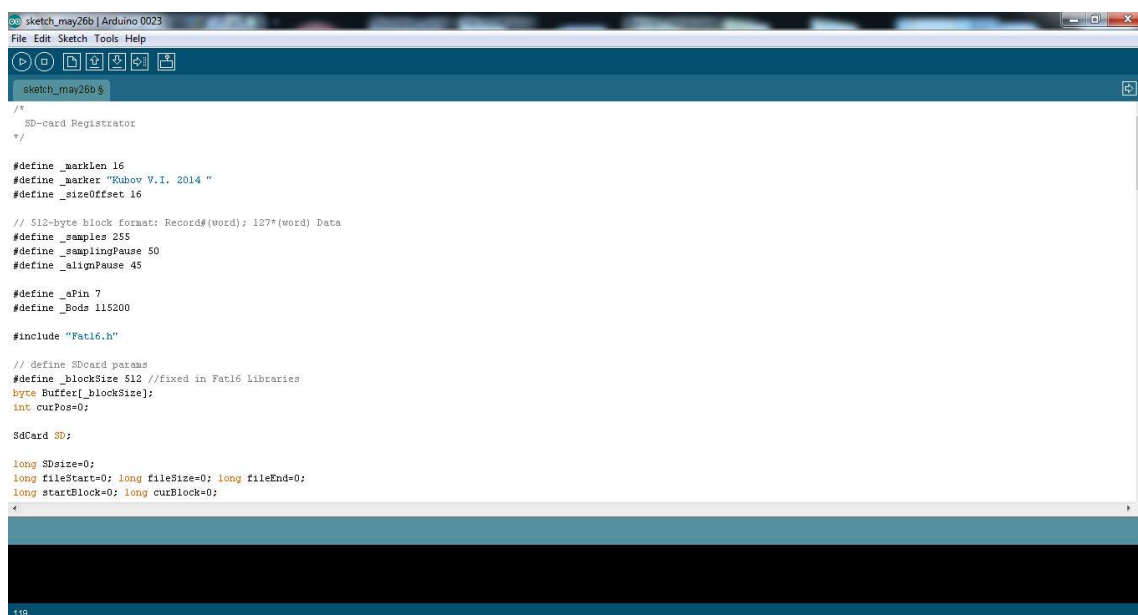 sketch_may26b | Arduino 0023
File Edit Sketch Tools Help
sketch_may26b §
/*
  SD-card Registrator
*/
#define _markLen 16
#define _marker "Kubov V.I. 2014 "
#define _sizeOffset 16
// 512-byte block format: Record#(word); 127*(word) Data
#define _samples 255
#define _samplingPause 50
#define _alignPause 45
#define _aPin 7
#define _Bods 115200
#include "Fat16.h"
// define SDcard params
#define _blockSize 512 //fixed in Fat16 Libraries
byte Buffer[_blockSize];
int curPos=0;
SdCard SD;
long SDsize=0;
long fileStart=0; long fileSize=0; long fileEnd=0;
long startBlock=0; long curBlock=0;
119